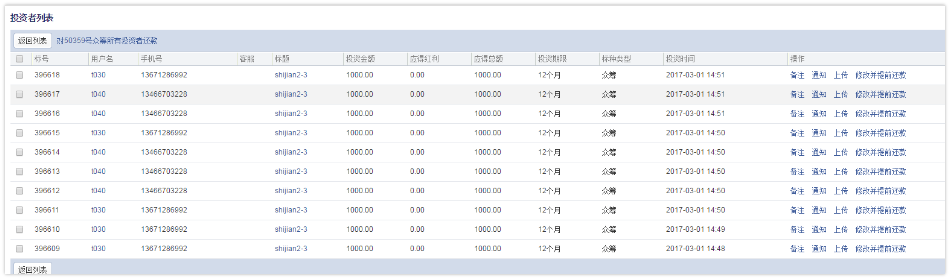 投资者列表
返回列表 对50359号众筹所有投资者还款
标号 用户名 手机号 客服 标题 投资金额 应得红利 应得总额 投资期限 标种类型 投资时间 操作
396618 t030 13671286992 shijian2-3 1000.00 0.00 1000.00 12个月 众筹 2017-03-01 14:51 备注 通知 上传 修改并提前还款
396617 t040 13466703228 shijian2-3 1000.00 0.00 1000.00 12个月 众筹 2017-03-01 14:51 备注 通知 上传 修改并提前还款
396616 t040 13466703228 shijian2-3 1000.00 0.00 1000.00 12个月 众筹 2017-03-01 14:51 备注 通知 上传 修改并提前还款
396615 t030 13671286992 shijian2-3 1000.00 0.00 1000.00 12个月 众筹 2017-03-01 14:50 备注 通知 上传 修改并提前还款
396614 t040 13466703228 shijian2-3 1000.00 0.00 1000.00 12个月 众筹 2017-03-01 14:50 备注 通知 上传 修改并提前还款
396613 t040 13466703228 shijian2-3 1000.00 0.00 1000.00 12个月 众筹 2017-03-01 14:50 备注 通知 上传 修改并提前还款
396612 t040 13466703228 shijian2-3 1000.00 0.00 1000.00 12个月 众筹 2017-03-01 14:50 备注 通知 上传 修改并提前还款
396611 t030 13671286992 shijian2-3 1000.00 0.00 1000.00 12个月 众筹 2017-03-01 14:50 备注 通知 上传 修改并提前还款
396610 t030 13671286992 shijian2-3 1000.00 0.00 1000.00 12个月 众筹 2017-03-01 14:49 备注 通知 上传 修改并提前还款
396609 t030 13671286992 shijian2-3 1000.00 0.00 1000.00 12个月 众筹 2017-03-01 14:48 备注 通知 上传 修改并提前还款
返回列表